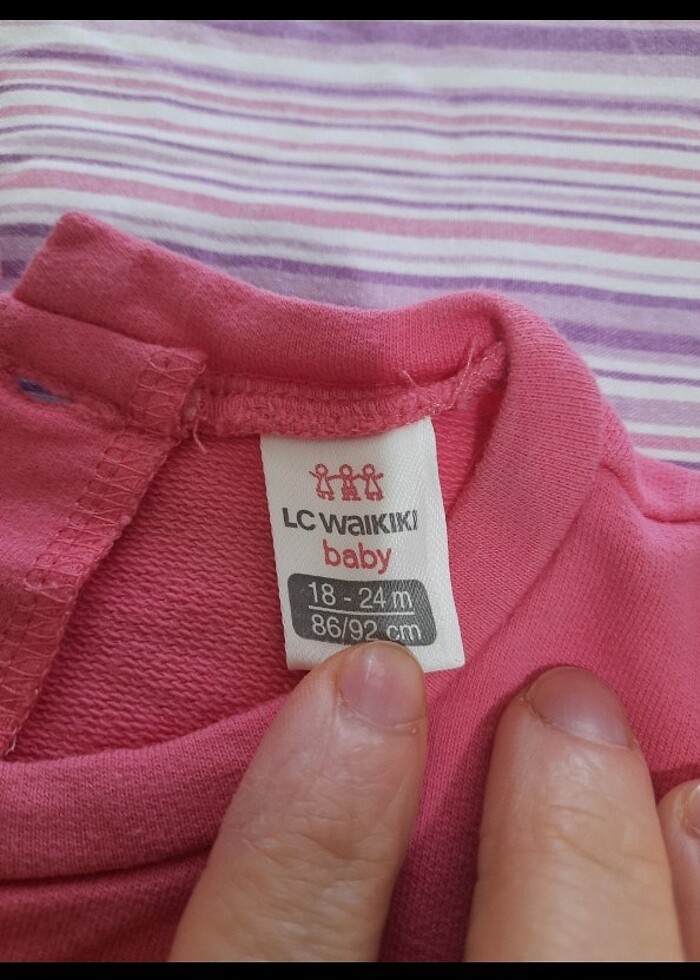 LC WAIKIKI
baby
18 - 24 m
86/92 cm